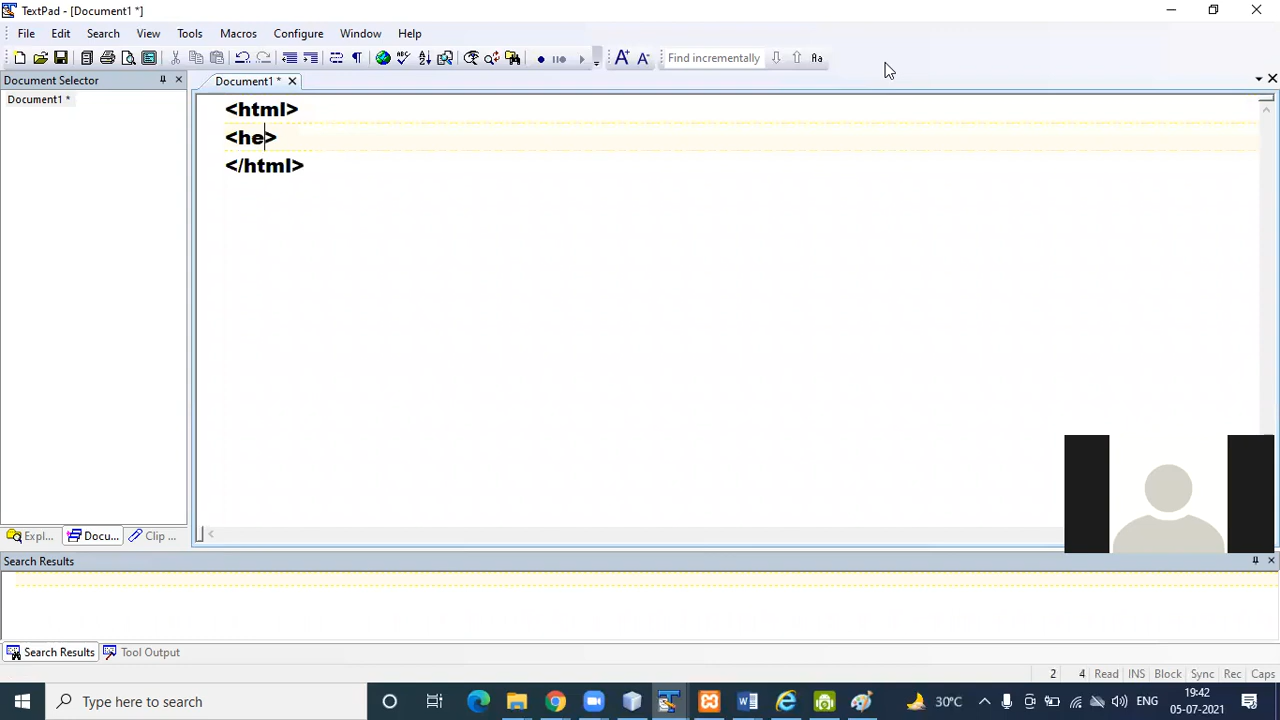 TextPad - [Document1 *]
File Edit Search View Tools Macros Configure Window Help
Find incrementally
Document Selector
Document1 *
Document1 *
<html>
<he>
</html>
Expl... Docu... Clip ...
Search Results
Search Results Tool Output
2 4 Read INS Block Sync Rec Caps
Type here to search
30°C ENG
19:42
05-07-2021